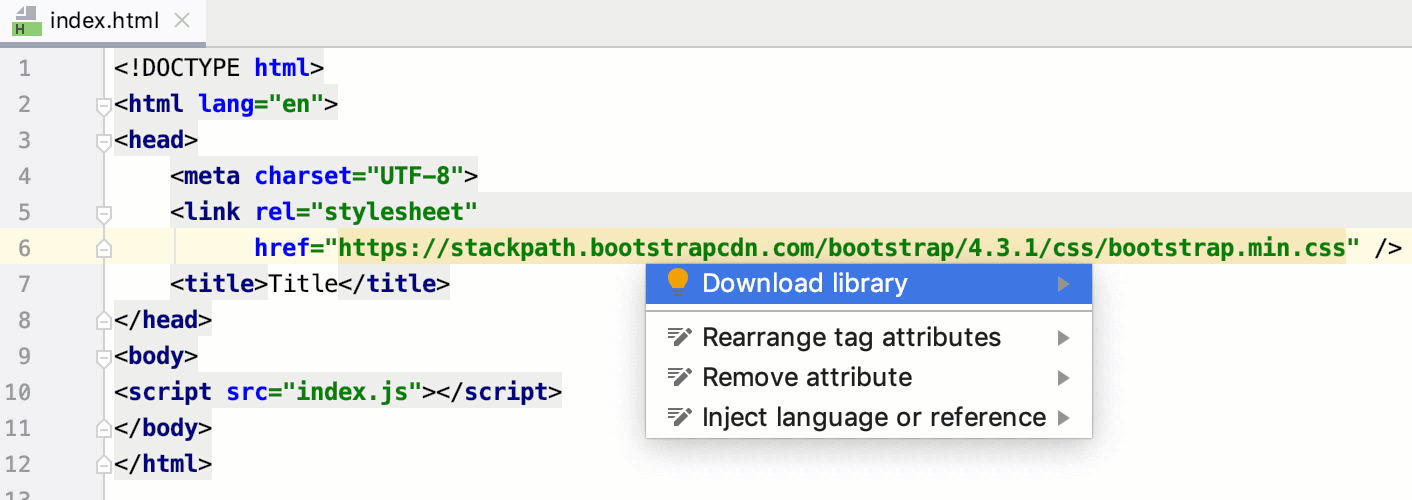 H index.html
1 <!DOCTYPE html>
2 <html lang="en">
3 <head>
4 <meta charset="UTF-8">
5 <link rel="stylesheet"
6 href="https://stackpath.bootstrapcdn.com/bootstrap/4.3.1/css/bootstrap.min.css" />
7 <title>Title</title>
Download library
8 </head>
Rearrange tag attributes
9 <body>
Remove attribute
10 <script src="index.js"></script>
Inject language or reference
11 </body>
12 </html>
13